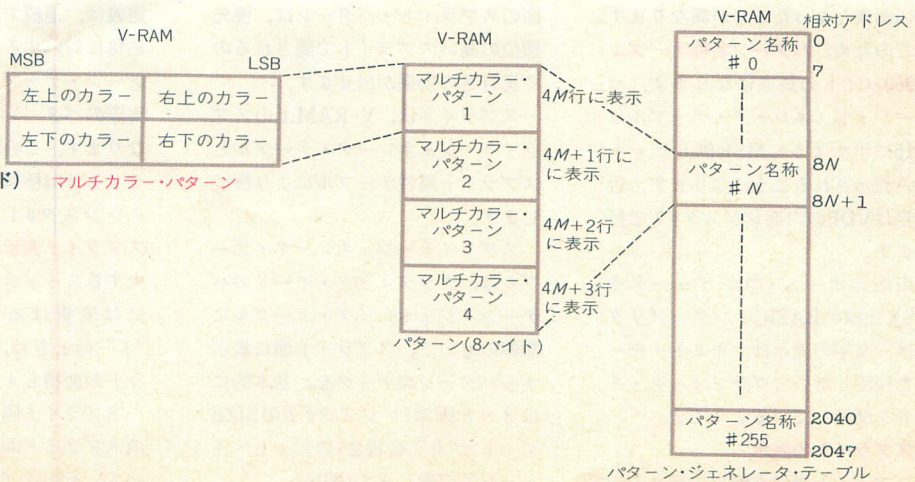 V-RAM
MSB
LSB
左上のカラー
右上のカラー
左下のカラー
右下のカラー
ド)
マルチカラー・パターン
V-RAM
マルチカラー・
パターン
1
マルチカラー・
パターン
2
マルチカラー・
パターン
3
マルチカラー・
パターン
4
パターン(8バイト)
4M行に表示
4M+1行に
に表示
4M+2行
に表示
4M+3行
に表示
V-RAM
相対アドレス
パターン名称
#0
0
7
パターン名称
#N
8N
8N+1
パターン名称
#255
2040
2047
パターン・ジェネレータ・テーブル